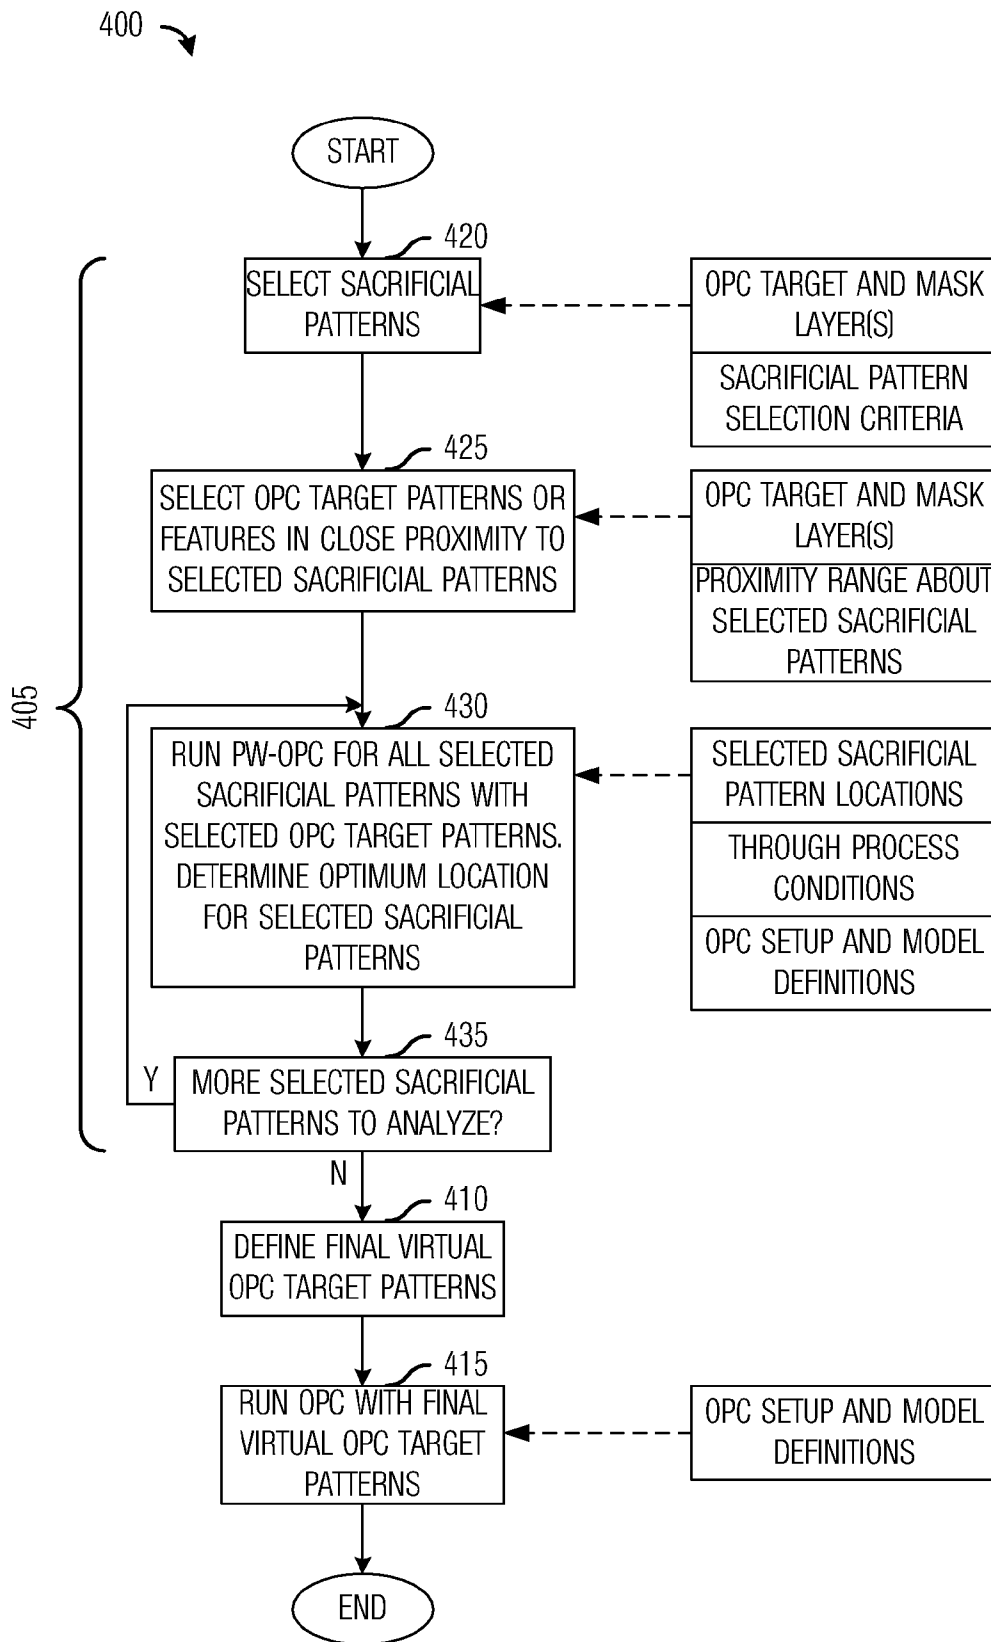 400
START
420
SELECT SACRIFICIAL
PATTERNS
OPC TARGET AND MASK
LAYER(S)
SACRIFICIAL PATTERN
SELECTION CRITERIA
425
SELECT OPC TARGET PATTERNS OR
FEATURES IN CLOSE PROXIMITY TO
SELECTED SACRIFICIAL PATTERNS
OPC TARGET AND MASK
LAYER(S)
PROXIMITY RANGE ABOUT
SELECTED SACRIFICIAL
PATTERNS
405
430
RUN PW-OPC FOR ALL SELECTED
SACRIFICIAL PATTERNS WITH
SELECTED OPC TARGET PATTERNS.
DETERMINE OPTIMUM LOCATION
FOR SELECTED SACRIFICIAL
PATTERNS
SELECTED SACRIFICIAL
PATTERN LOCATIONS
THROUGH PROCESS
CONDITIONS
OPC SETUP AND MODEL
DEFINITIONS
435
Y
MORE SELECTED SACRIFICIAL
PATTERNS TO ANALYZE?
N
410
DEFINE FINAL VIRTUAL
OPC TARGET PATTERNS
415
RUN OPC WITH FINAL
VIRTUAL OPC TARGET
PATTERNS
OPC SETUP AND MODEL
DEFINITIONS
END